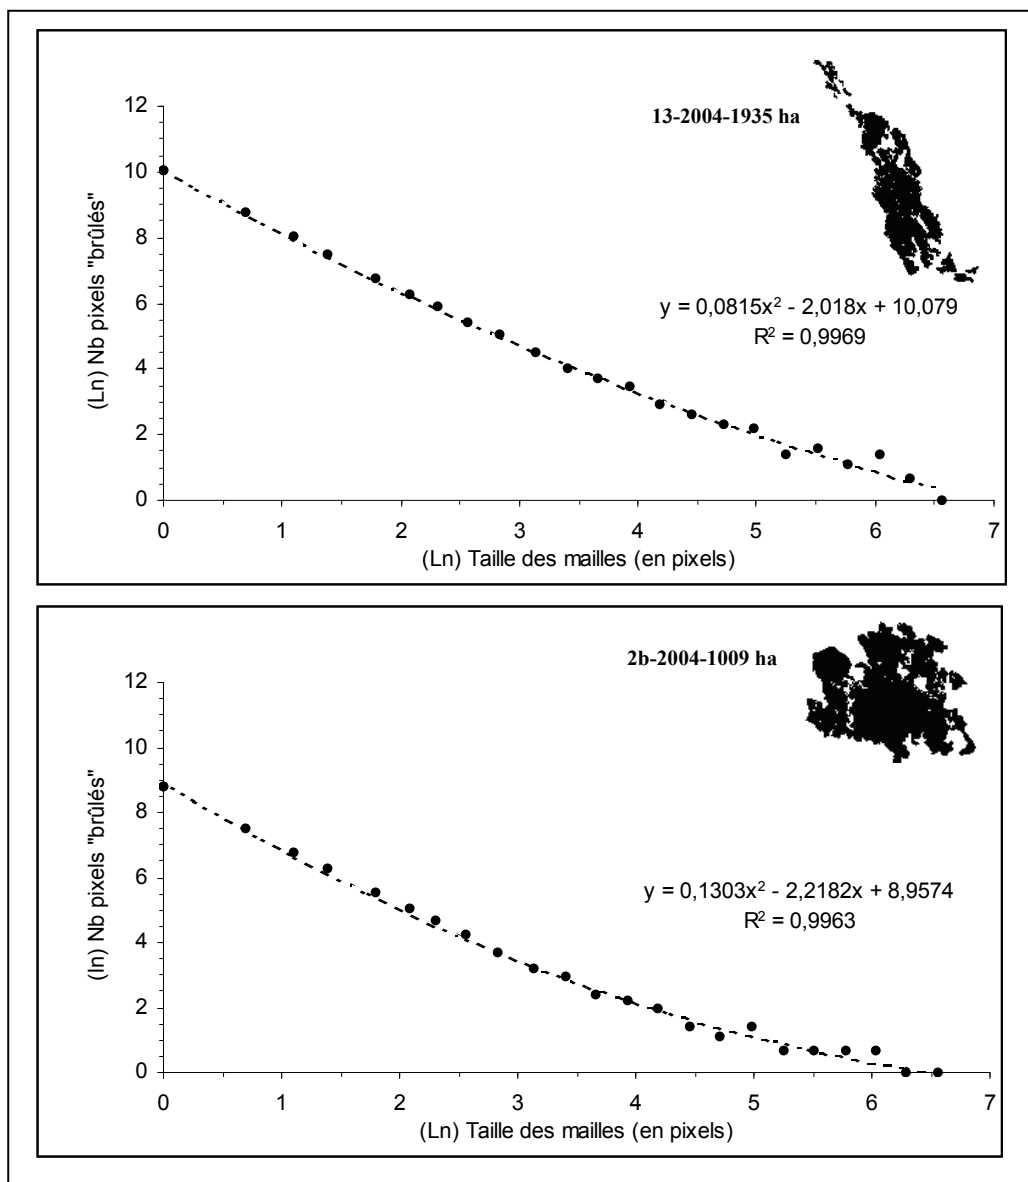 13-2004-1935 ha
(Ln) Nb pixels "brûlés"
12
10
8
6
4
2
0
y = 0,0815x² - 2,018x + 10,079
R² = 0,9969
0 1 2 3 4 5 6 7
(Ln) Taille des mailles (en pixels)
2b-2004-1009 ha
(ln) Nb pixels "brûlés"
12
10
8
6
4
2
0
y = 0,1303x² - 2,2182x + 8,9574
R² = 0,9963
0 1 2 3 4 5 6 7
(Ln) Taille des mailles (en pixels)